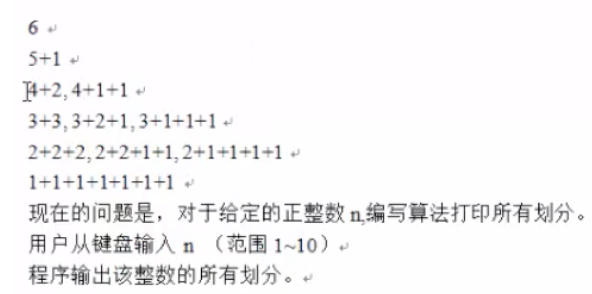 6
5+1
4+2, 4+1+1
3+3, 3+2+1, 3+1+1+1
2+2+2, 2+2+1+1, 2+1+1+1+1
1+1+1+1+1+1+1
现在的问题是，对于给定的正整数 n,编写算法打印所有划分。
用户从键盘输入 n （范围 1~10）
程序输出该整数的所有划分。